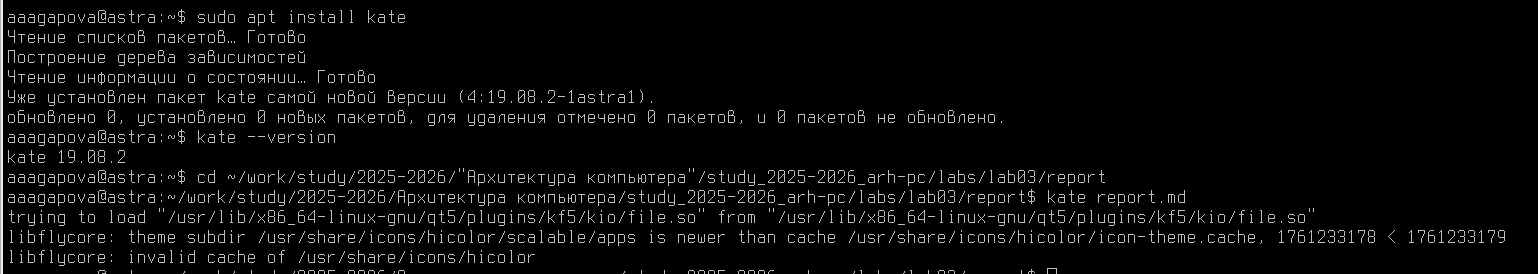 aaagapova@astra:~$ sudo apt install kate
Чтение списков пакетов… Готово
Построение дерева зависимостей
Чтение информации о состоянии… Готово
Уже установлен пакет kate самой новой версии (4:19.08.2-1astra1).
обновлено 0, установлено 0 новых пакетов, для удаления отмечено 0 пакетов, и 0 пакетов не обновлено.
aaagapova@astra:~$ kate --version
kate 19.08.2
aaagapova@astra:~$ cd ~/work/study/2025-2026/"Архитектура компьютера"/study_2025-2026_arh-pc/labs/lab03/report
aaagapova@astra:~/work/study/2025-2026/Архитектура компьютера/study_2025-2026_arh-pc/labs/lab03/report$ kate report.md
trying to load "/usr/lib/x86_64-linux-gnu/qt5/plugins/kf5/kio/file.so" from "/usr/lib/x86_64-linux-gnu/qt5/plugins/kf5/kio/file.so"
libflycore: theme subdir /usr/share/icons/hicolor/scalable/apps is newer than cache /usr/share/icons/hicolor/icon-theme.cache, 1761233178 < 1761233179
libflycore: invalid cache of /usr/share/icons/hicolor